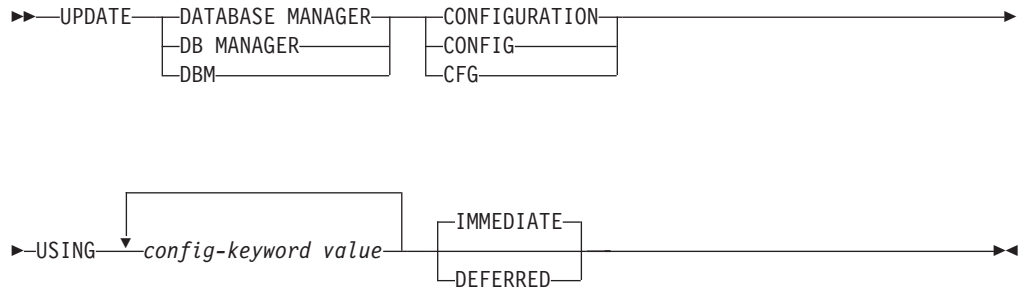 UPDATE DATABASE MANAGER CONFIGURATION
DB MANAGER CONFIG
DBM CFG
IMMEDIATE
USING config-keyword value
DEFERRED